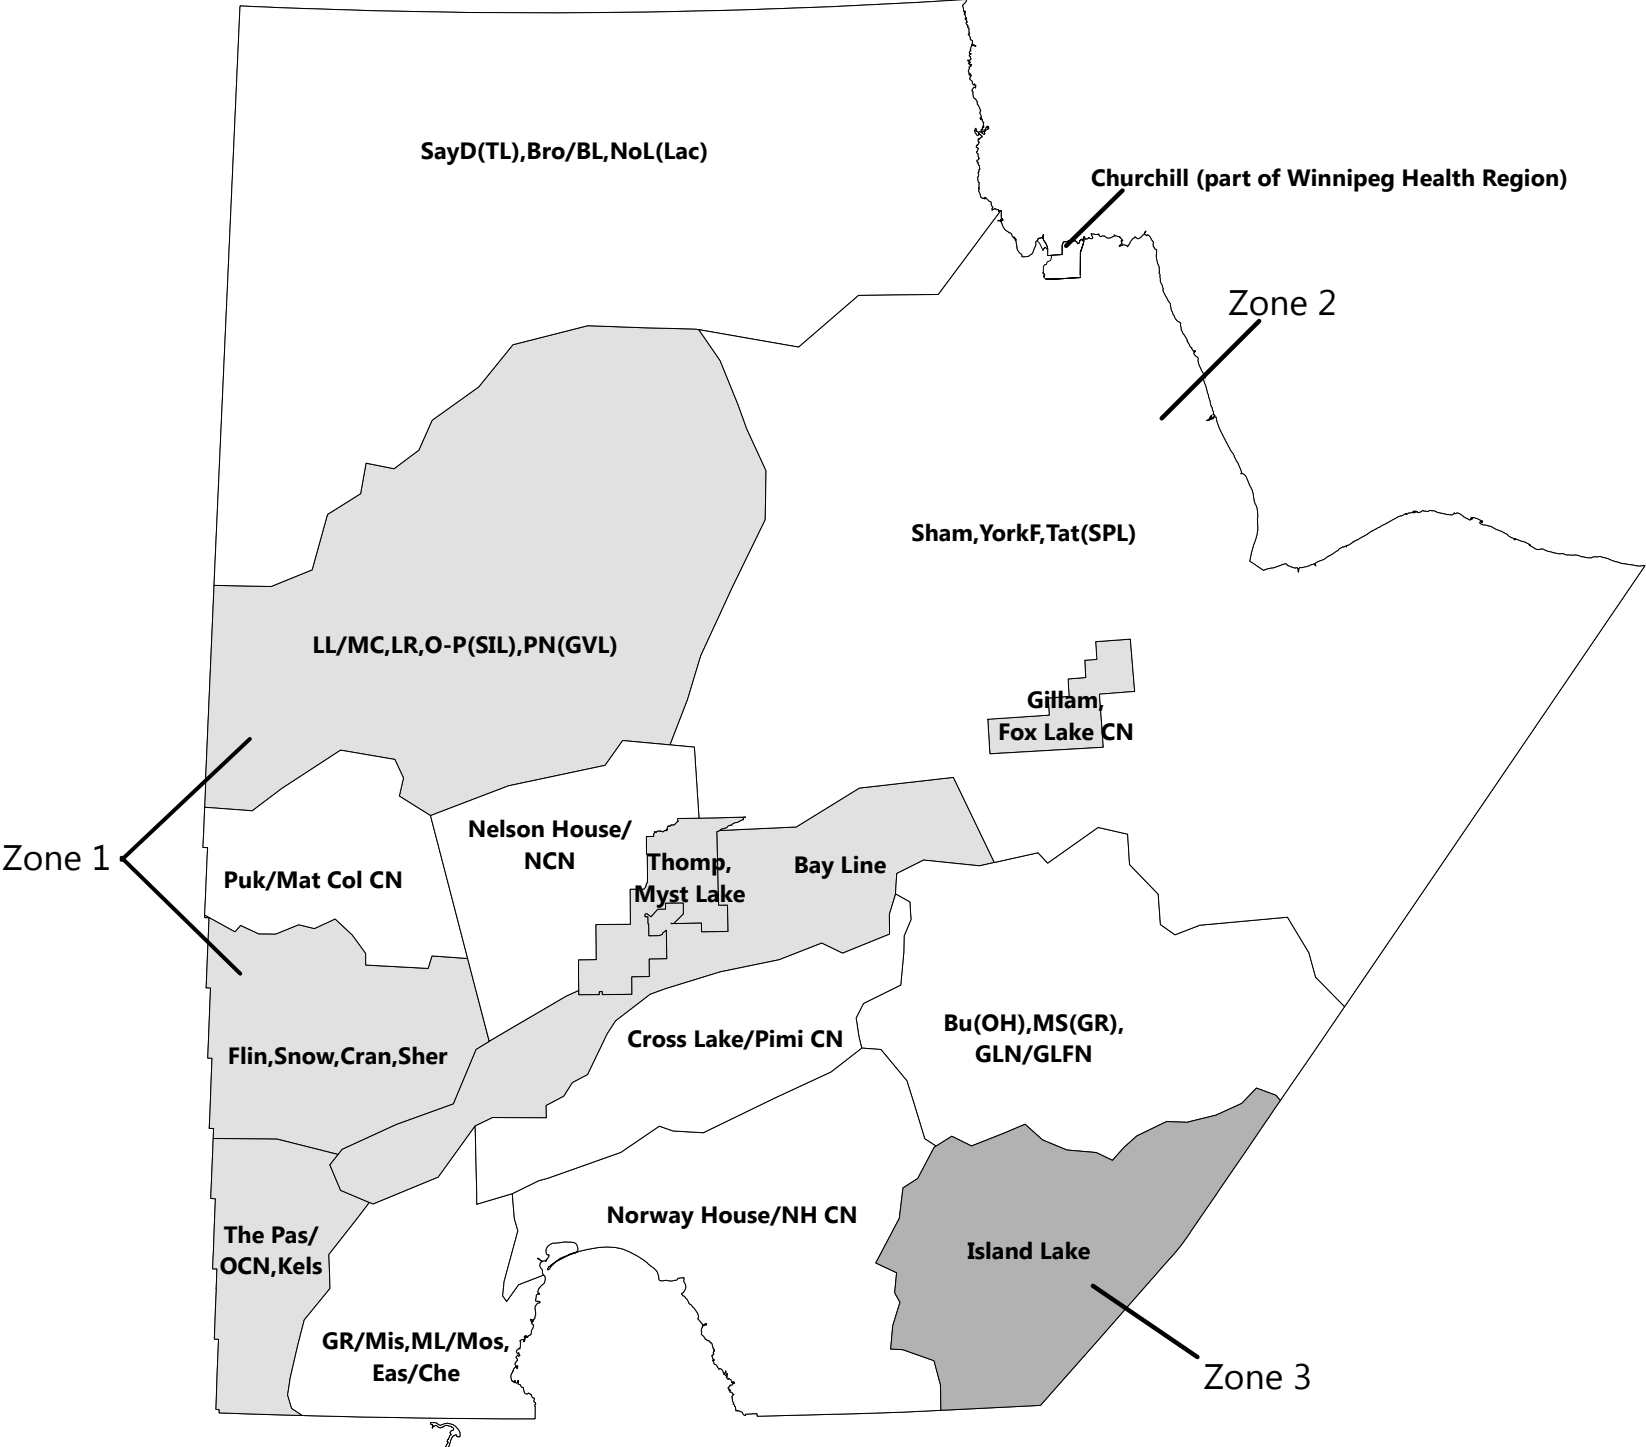 SayD(TL),Bro/BL,NoL(Lac)
Churchill (part of Winnipeg Health Region)
Zone 2
Sham,YorkF,Tat(SPL)
LL/MC,LR,O-P(SIL),PN(GVL)
Gillam,
Fox Lake CN
Nelson House/
NCN
Thomp,
Myst Lake
Bay Line
Zone 1
Puk/Mat Col CN
Bu(OH),MS(GR),
GLN/GLFN
Cross Lake/Pimi CN
Flin,Snow,Cran,Sher
Norway House/NH CN
The Pas/
OCN,Kels
Island Lake
GR/Mis,ML/Mos,
Eas/Che
Zone 3